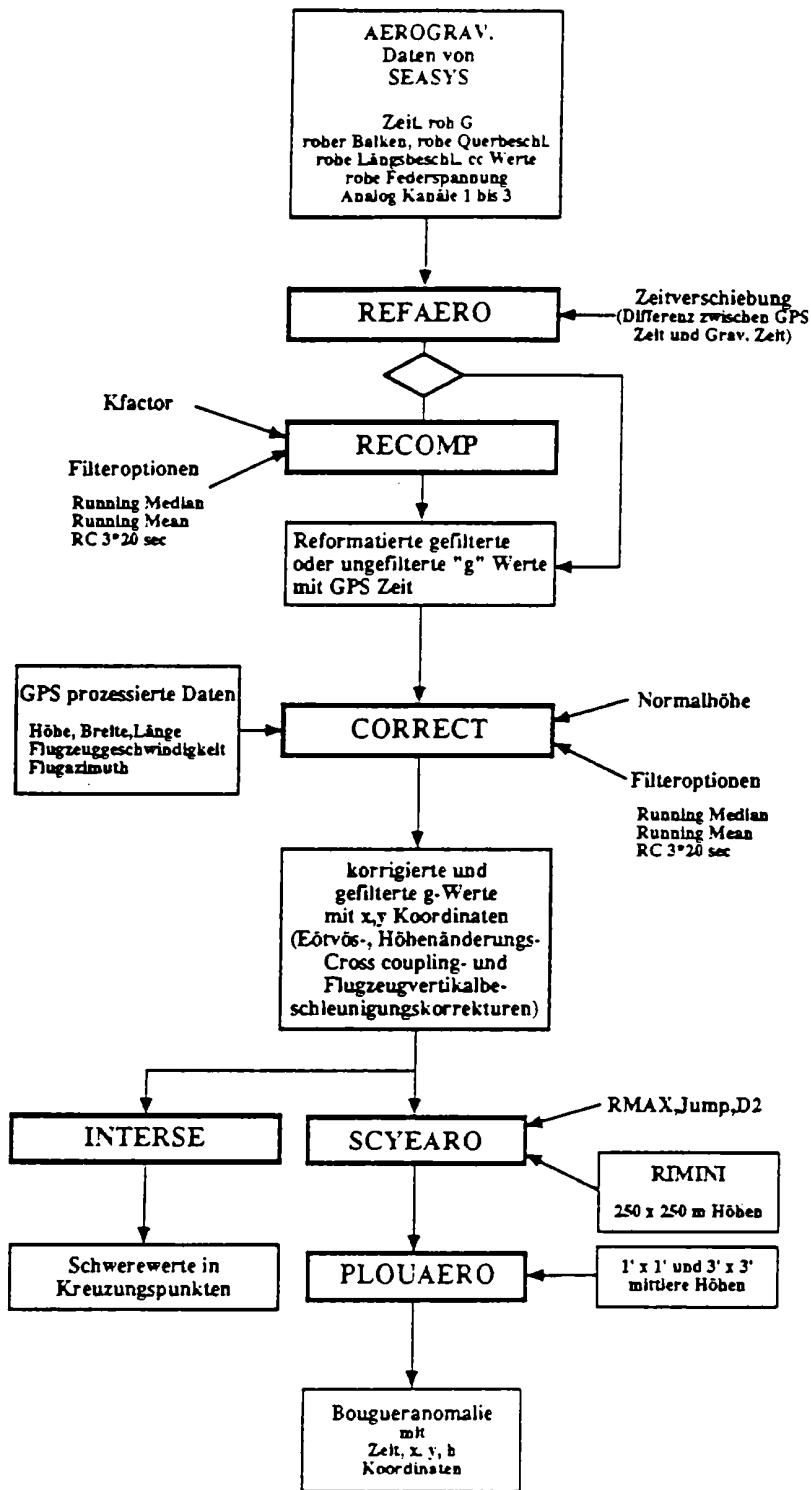 AEROGRAV.
Daten von
SEASYS
Zeit, roh G
roher Balken, rohe Querbeschl.
rohe Längsbeschl. cc Werte
rohe Federspannung
Analog Kanäle 1 bis 3
REFAERO
Zeitverschiebung
(Differenz zwischen GPS
Zeit und Grav. Zeit)
Kfactor
RECOMP
Filteroptionen
Running Median
Running Mean
RC 3*20 sec
Reformatierte gefilterte
oder ungefilterte "g" Werte
mit GPS Zeit
GPS prozessierte Daten
Höhe, Breite,Länge
Flugzeuggeschwindigkeit
Flugazimuth
CORRECT
Normalhöhe
Filteroptionen
Running Median
Running Mean
RC 3*20 sec
korrigierte und
gefilterte g-Werte
mit x,y Koordinaten
(Eötvös-, Höhenänderungs-
Cross coupling- und
Flugzeugvertikalbe-
schleunigungskorrekturen)
INTERSE
SCYEARO
RMAX,Jump,D2
RIMINI
250 x 250 m Höhen
Schwerewerte in
Kreuzungspunkten
PLOUAERO
1' x 1' und 3' x 3'
mittlere Höhen
Bougueranomalie
mit
Zeit, x, y, h
Koordinaten